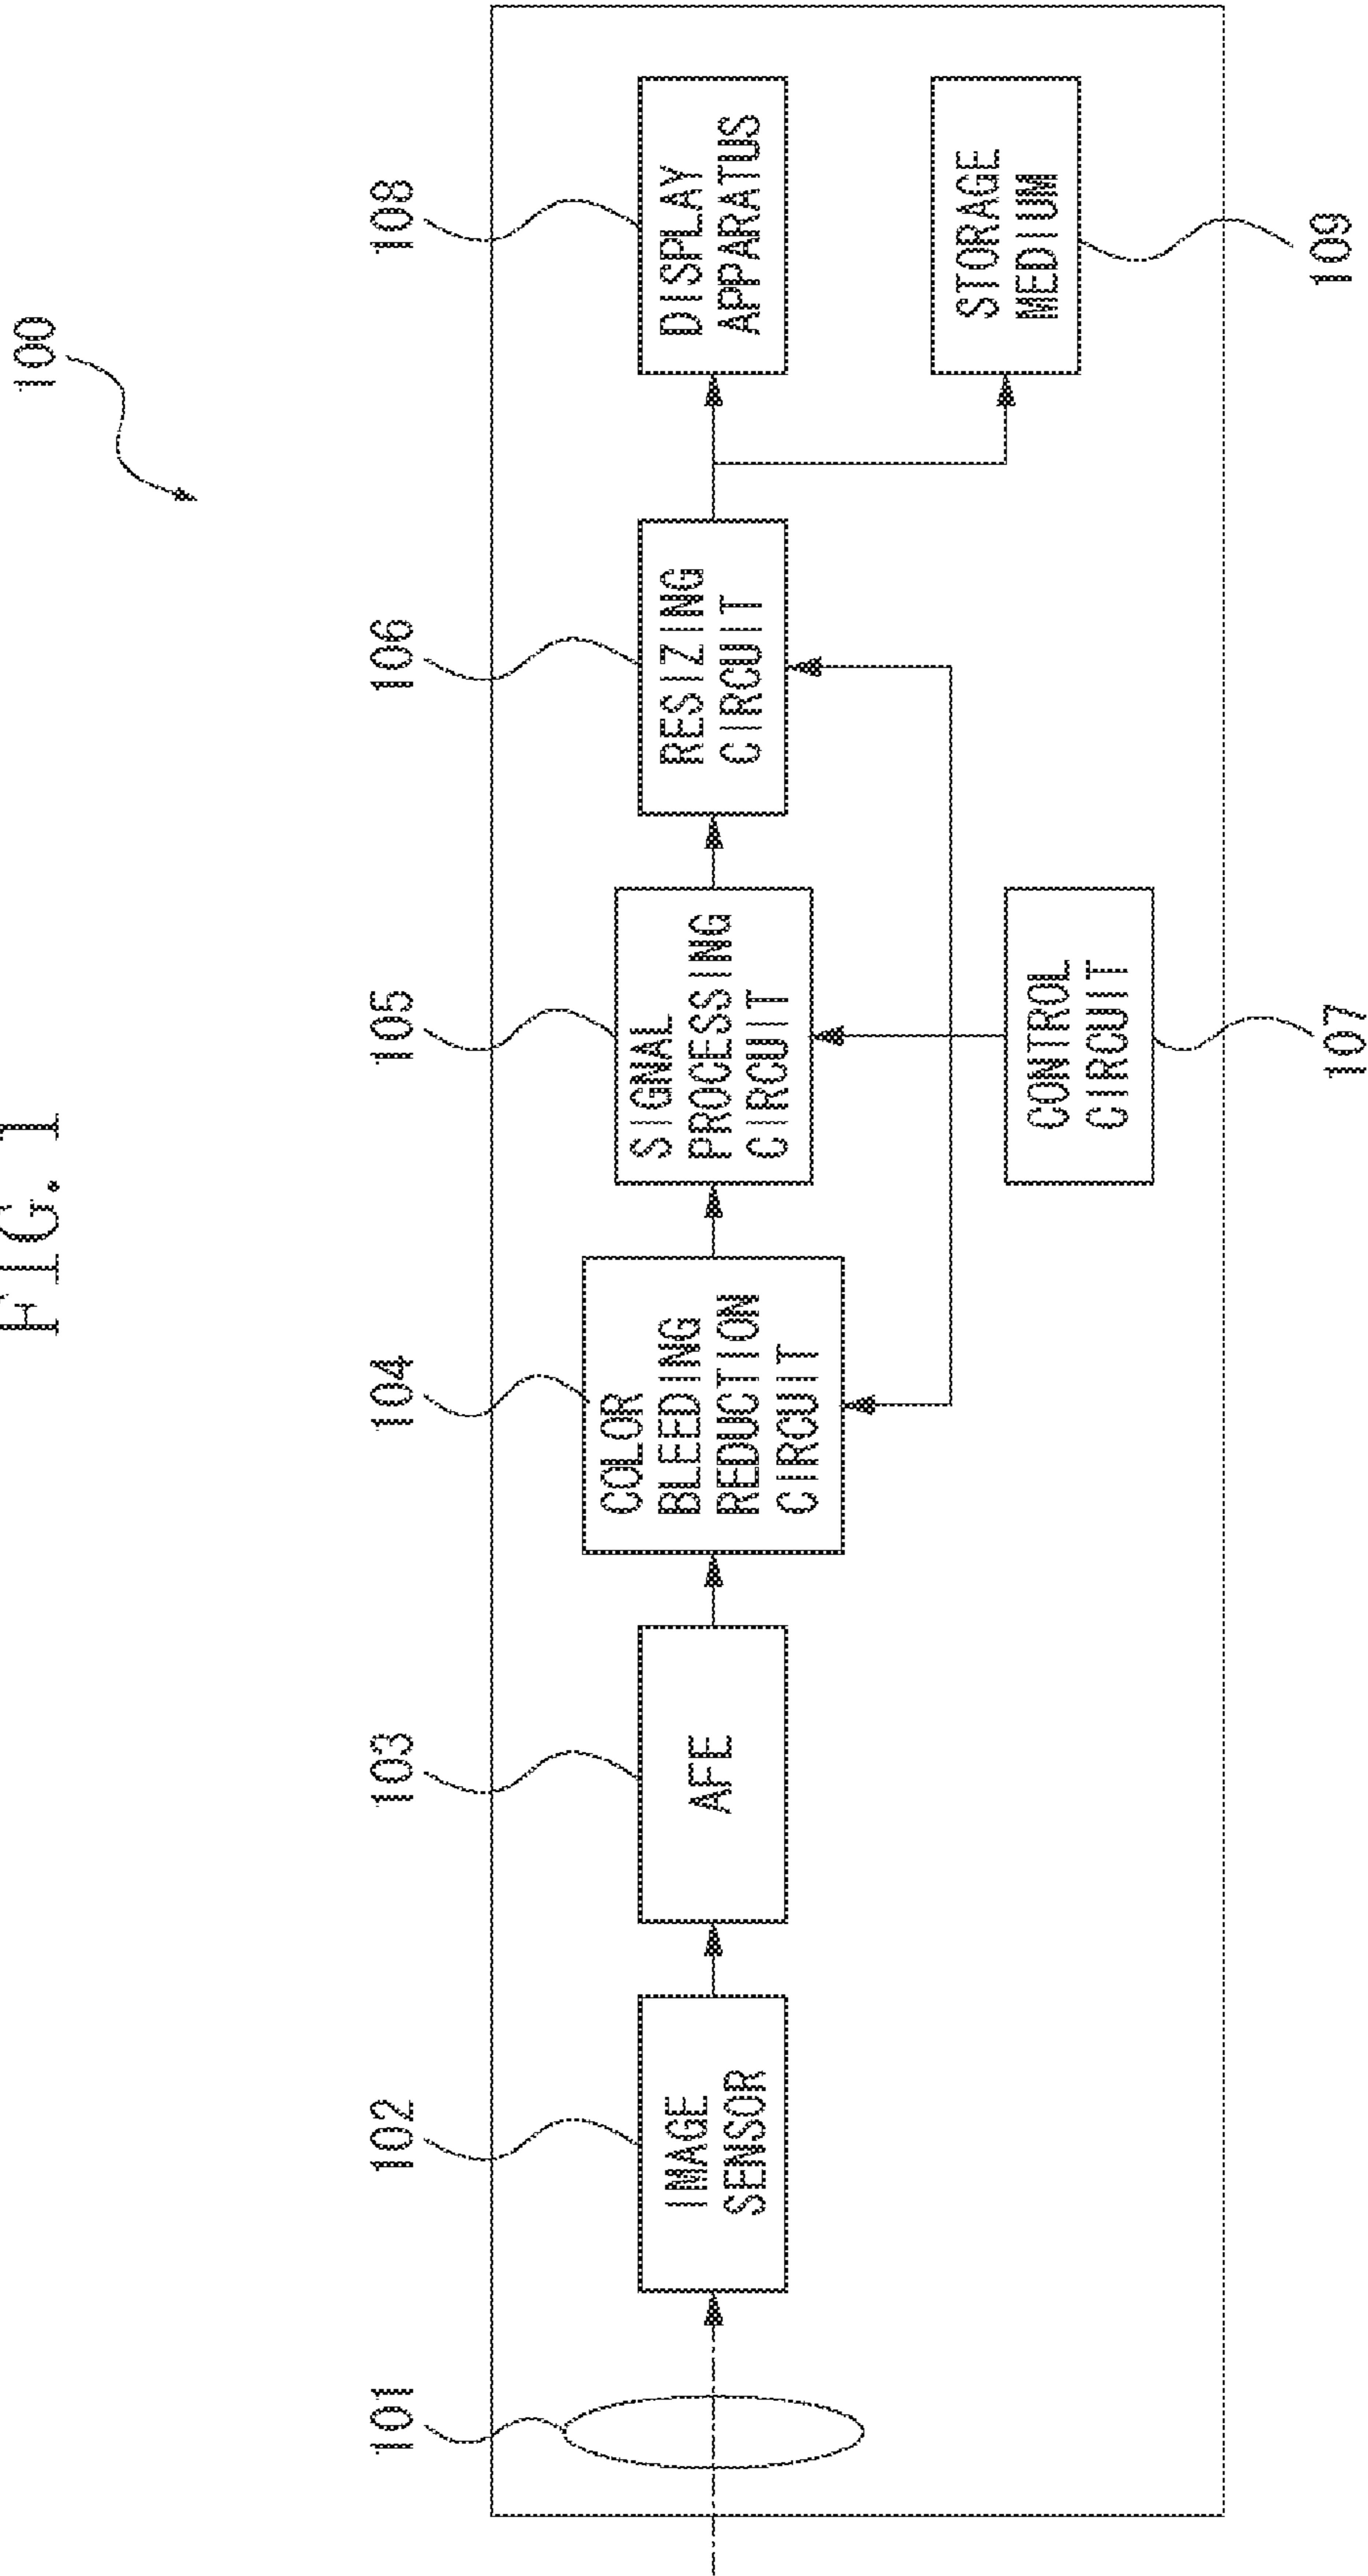 FIG. 1
100
101
102
103
104
105
106
108
IMAGE
SENSOR
AFE
COLOR
BLEEDING
REDUCTION
CIRCUIT
SIGNAL
PROCESSING
CIRCUIT
RESIZING
CIRCUIT
DISPLAY
APPARATUS
CONTROL
CIRCUIT
STORAGE
MEDIUM
107
109